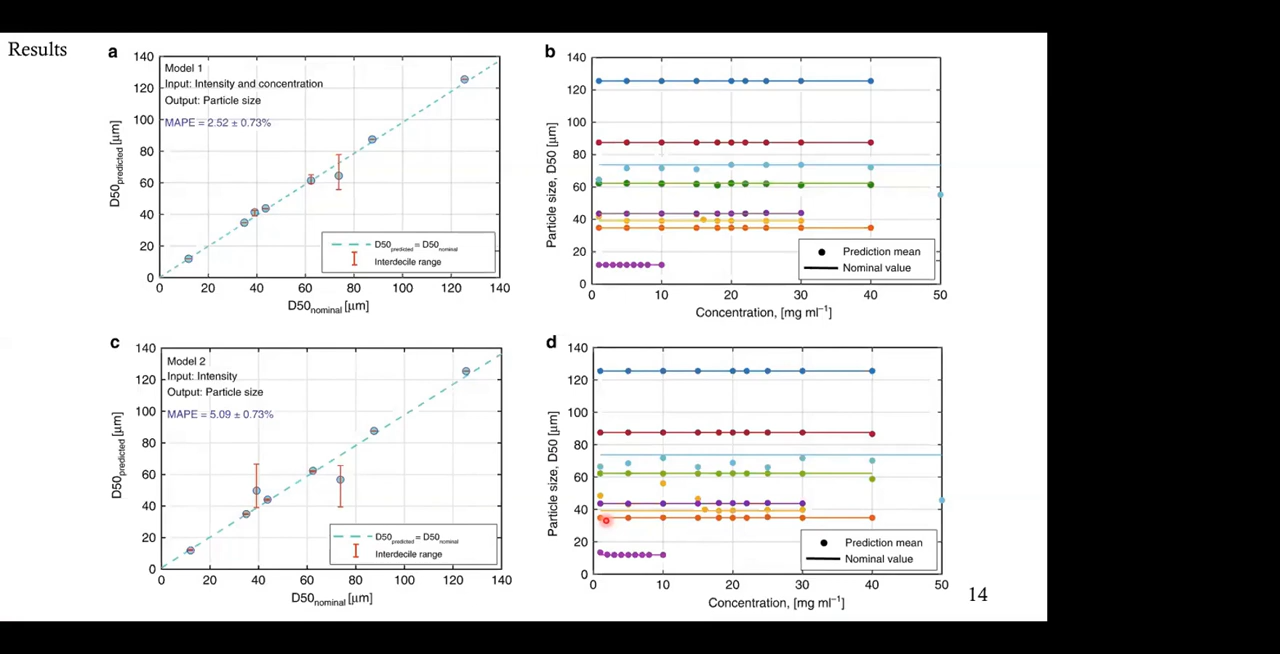 Results
a
Model 1
Input: Intensity and concentration
Output: Particle size
MAPE = 2.52 ± 0.73%
D50predicted [µm]
140
120
100
80
60
40
20
0
D50predicted = D50nominal
Interdecile range
0 20 40 60 80 100 120 140
D50nominal [µm]
b
Particle size, D50 [µm]
140
120
100
80
60
40
20
0
Prediction mean
Nominal value
0 10 20 30 40 50
Concentration, [mg ml⁻¹]
c
Model 2
Input: Intensity
Output: Particle size
MAPE = 5.09 ± 0.73%
D50predicted [µm]
140
120
100
80
60
40
20
0
D50predicted = D50nominal
Interdecile range
0 20 40 60 80 100 120 140
D50nominal [µm]
d
Particle size, D50 [µm]
140
120
100
80
60
40
20
0
Prediction mean
Nominal value
0 10 20 30 40 50
Concentration, [mg ml⁻¹]
14